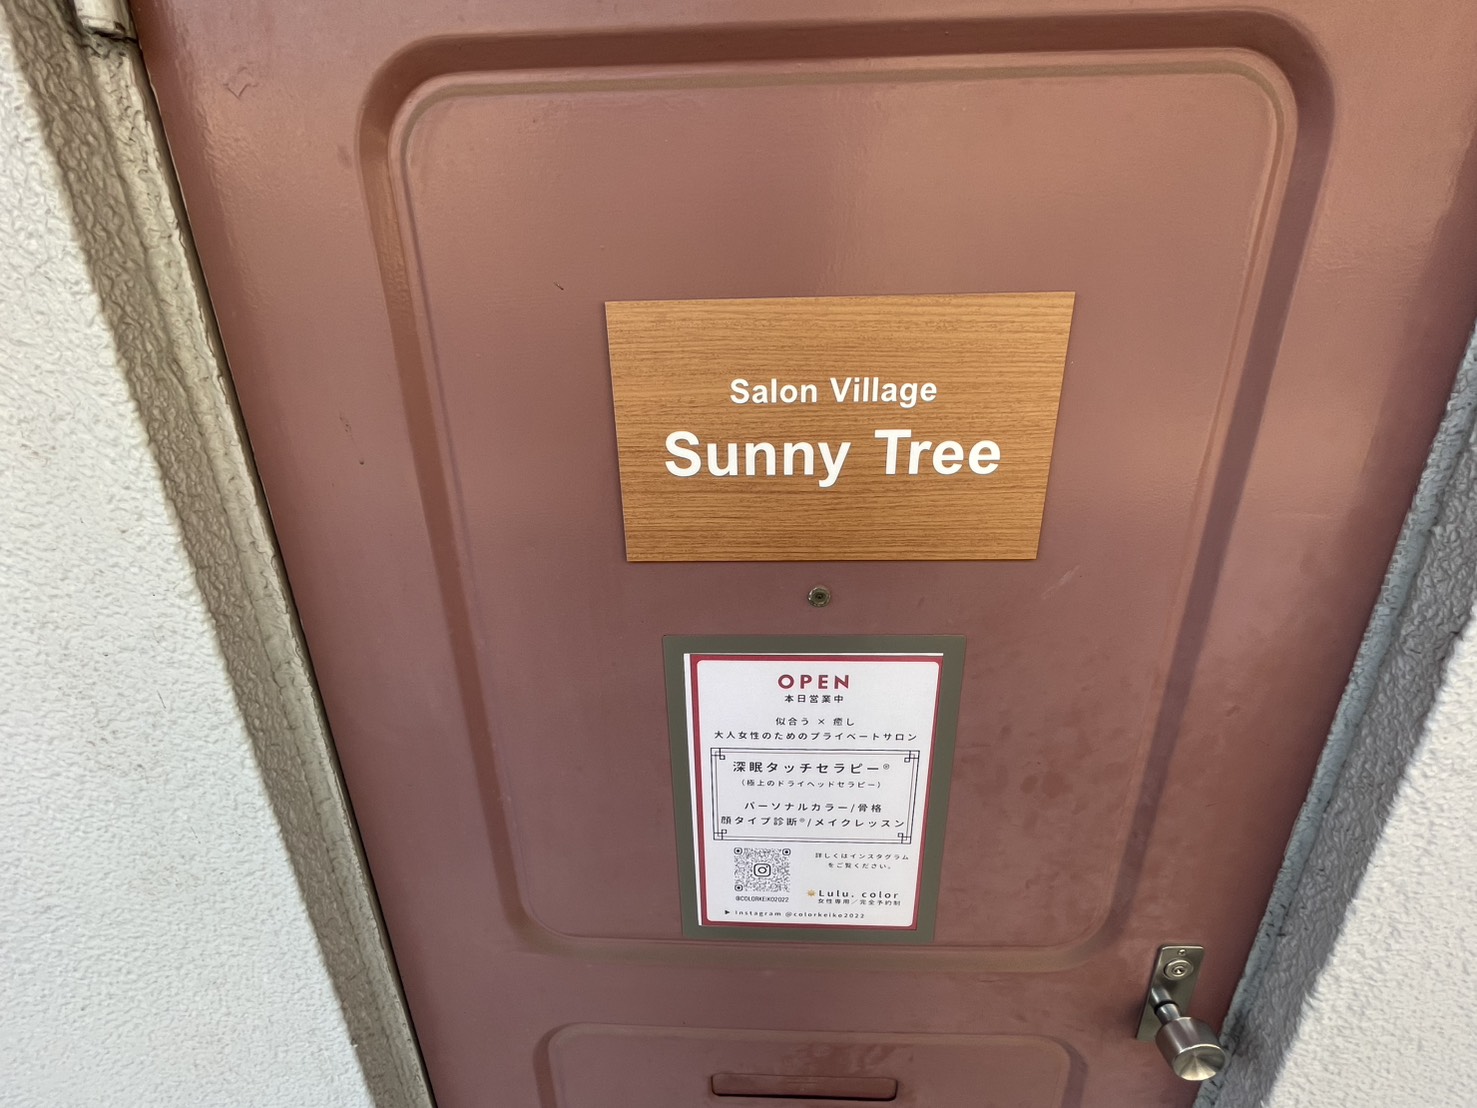 Salon Village
Sunny Tree
OPEN
本日営業中
似合う × 癒し
大人女性のためのプライベートサロン
深眠タッチセラピー®
(極上のドライヘッドセラピー)
パーソナルカラー/骨格
顔タイプ診断®/メイクレッスン
詳しくはインスタグラム
をご覧ください。
@COLORKEIKO2022
Lulu. color
女性専用/完全予約制
▶ Instagram @colorkeiko2022